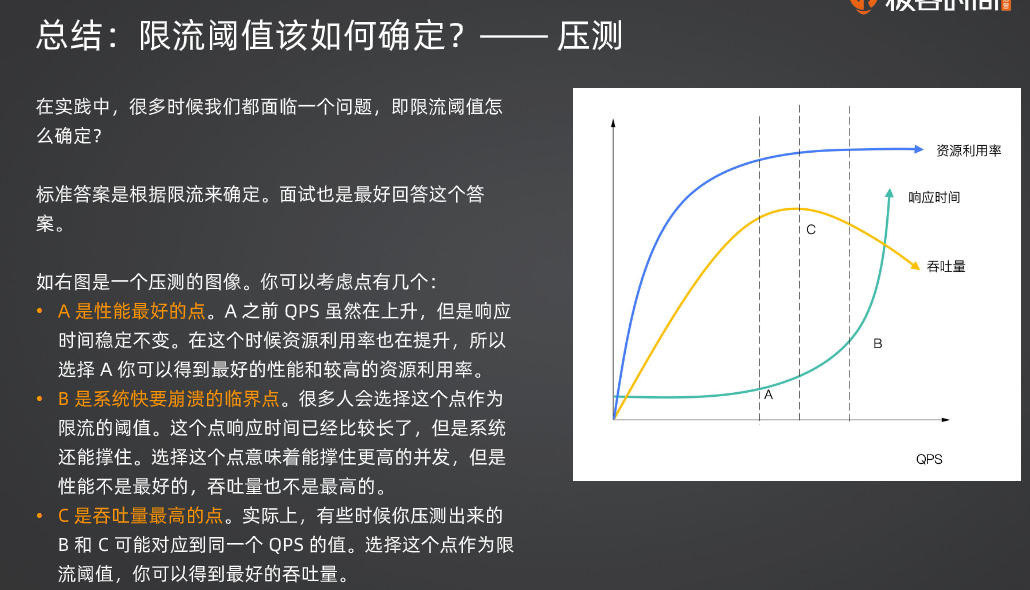 总结：限流阈值该如何确定？—— 压测
在实践中，很多时候我们都面临一个问题，即限流阈值怎
么确定？
标准答案是根据限流来确定。面试也是最好回答这个答
案。
如右图是一个压测的图像。你可以考虑点有几个：
• A 是性能最好的点。A 之前 QPS 虽然在上升，但是响应
时间稳定不变。在这个时候资源利用率也在提升，所以
选择 A 你可以得到最好的性能和较高的资源利用率。
• B 是系统快要崩溃的临界点。很多人会选择这个点作为
限流的阈值。这个点响应时间已经比较长了，但是系统
还能撑住。选择这个点意味着能撑住更高的并发，但是
性能不是最好的，吞吐量也不是最高的。
• C 是吞吐量最高的点。实际上，有些时候你压测出来的
B 和 C 可能对应到同一个 QPS 的值。选择这个点作为限
流阈值，你可以得到最好的吞吐量。
资源利用率
响应时间
C
吞吐量
B
A
QPS